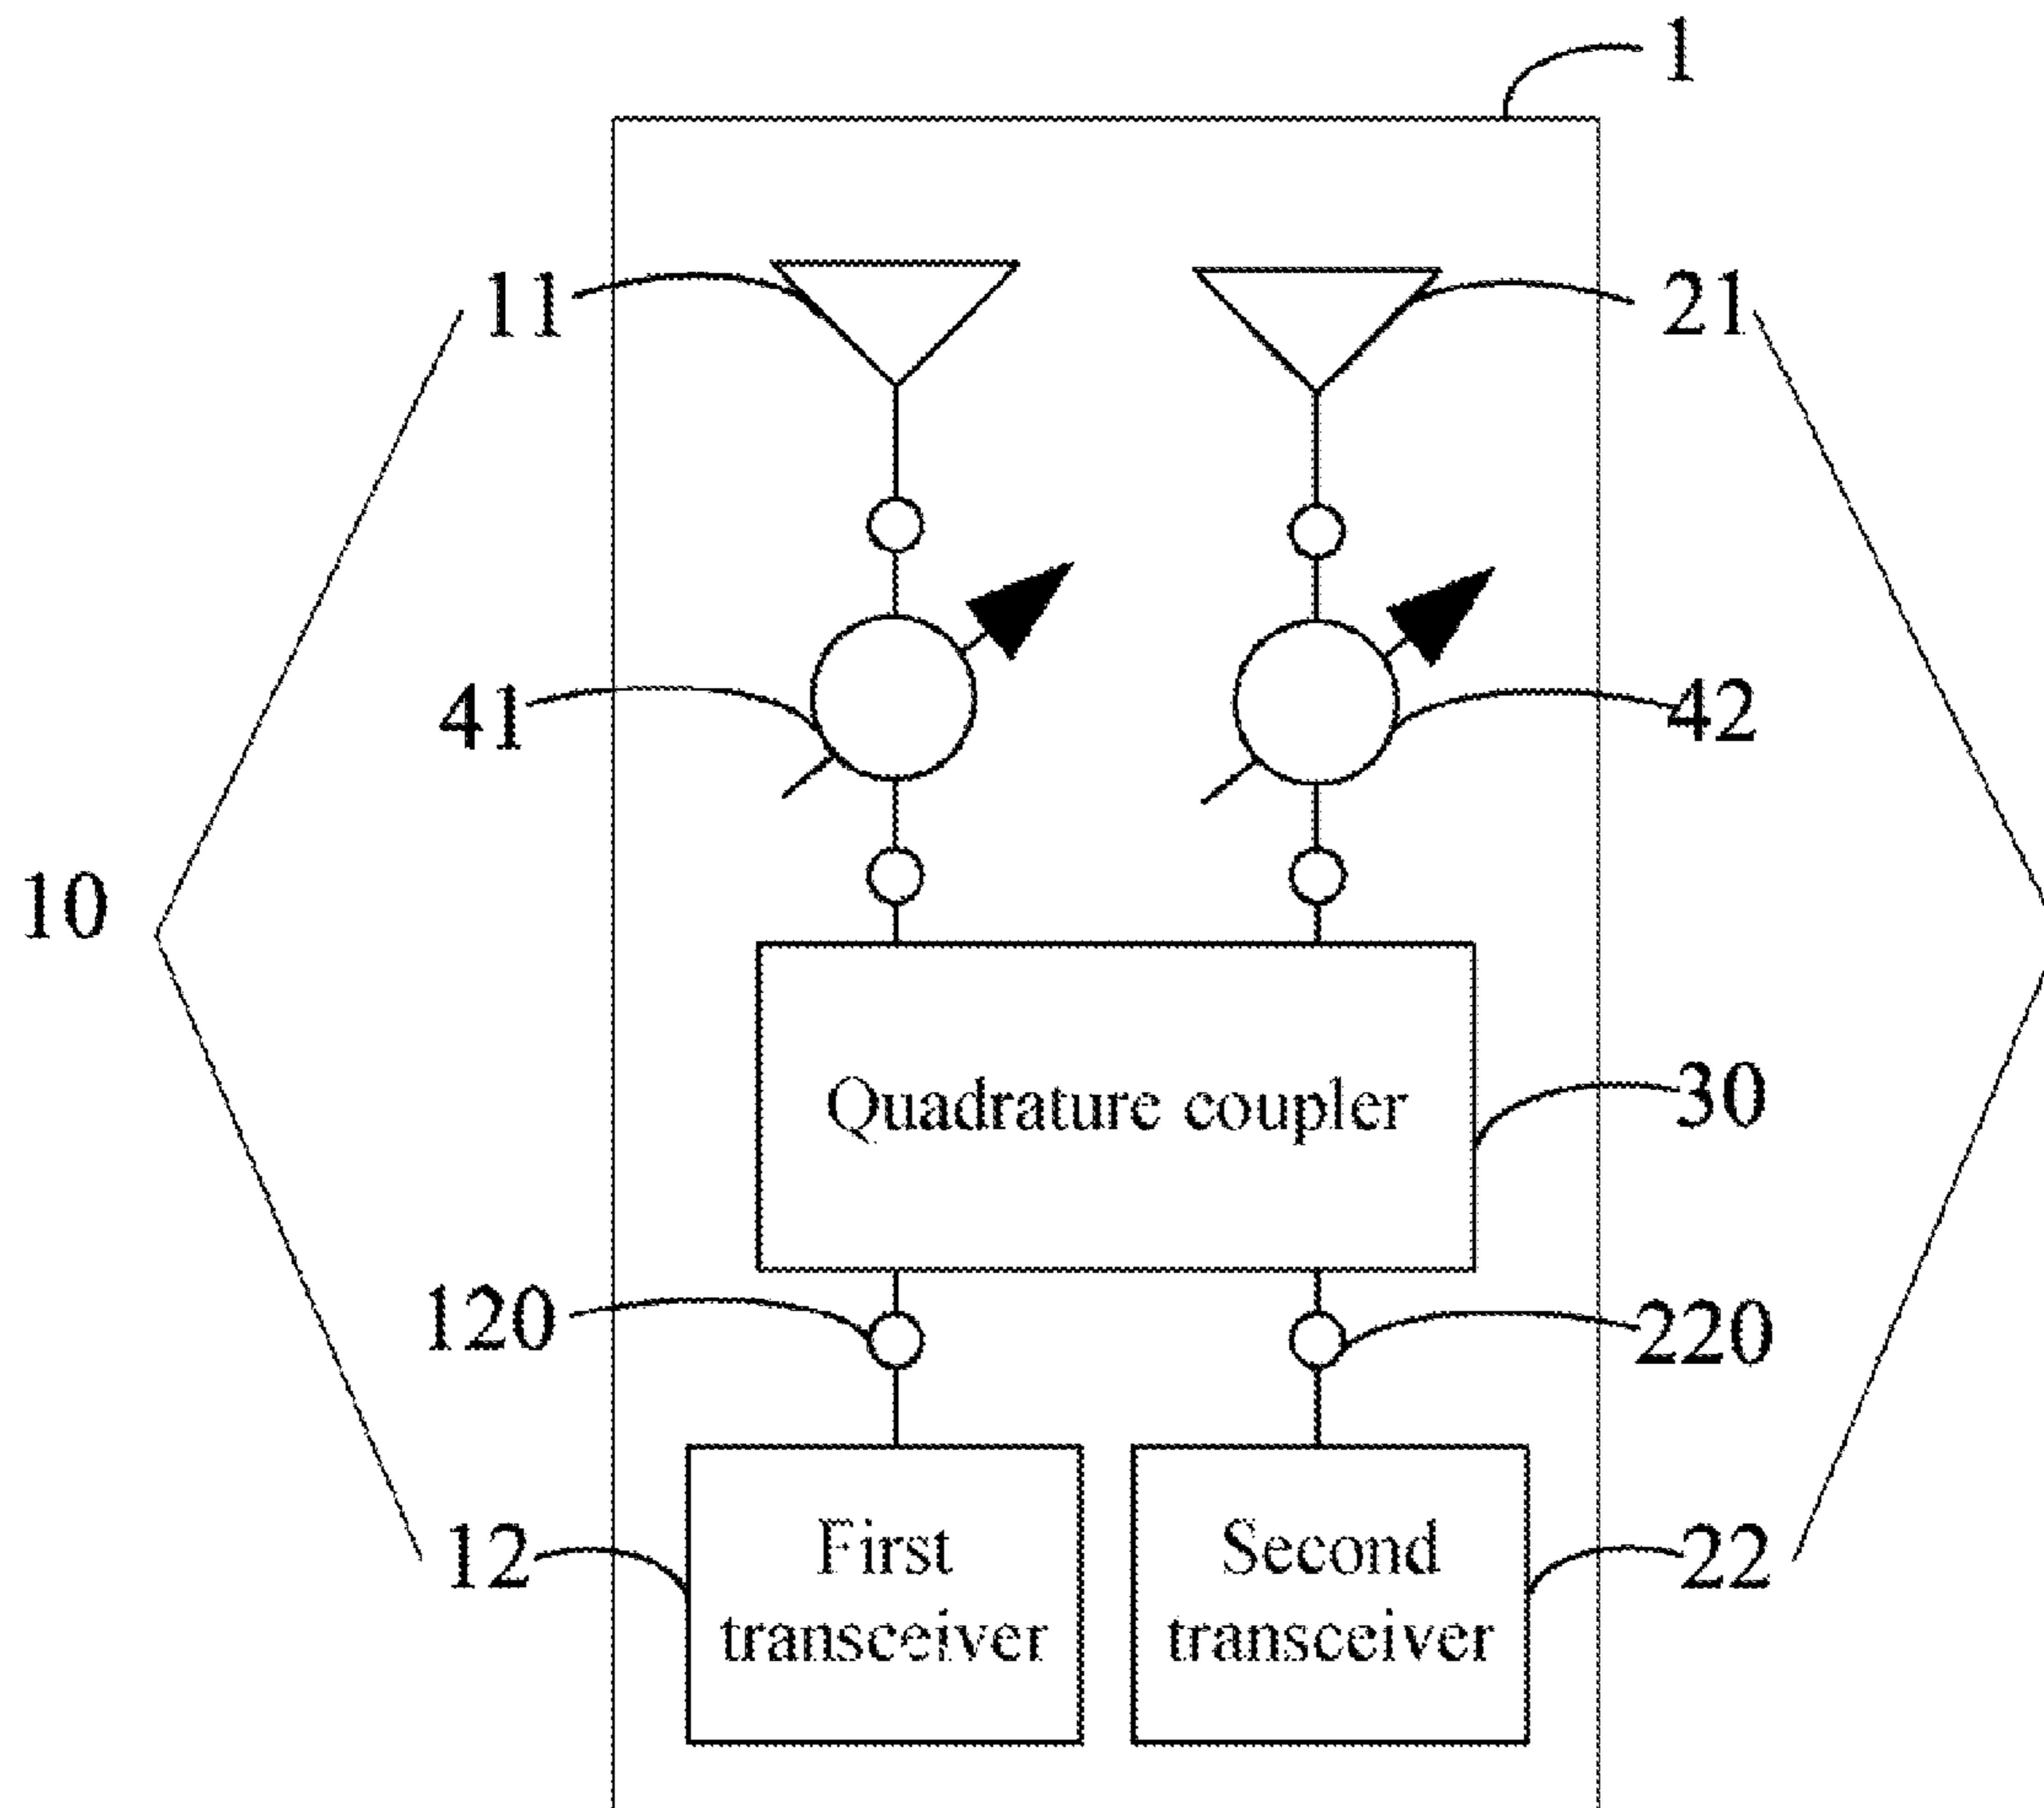 1
11
21
41
42
10
Quadrature coupler
30
120
220
12
First
transceiver
Second
transceiver
22